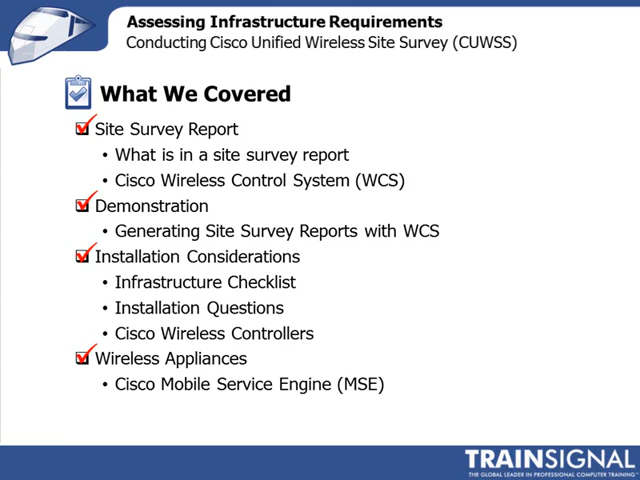 Assessing Infrastructure Requirements
Conducting Cisco Unified Wireless Site Survey (CUWSS)
What We Covered
Site Survey Report
• What is in a site survey report
• Cisco Wireless Control System (WCS)
Demonstration
• Generating Site Survey Reports with WCS
Installation Considerations
• Infrastructure Checklist
• Installation Questions
• Cisco Wireless Controllers
Wireless Appliances
• Cisco Mobile Service Engine (MSE)
TRAINSIGNAL
THE GLOBAL LEADER IN PROFESSIONAL COMPUTER TRAINING